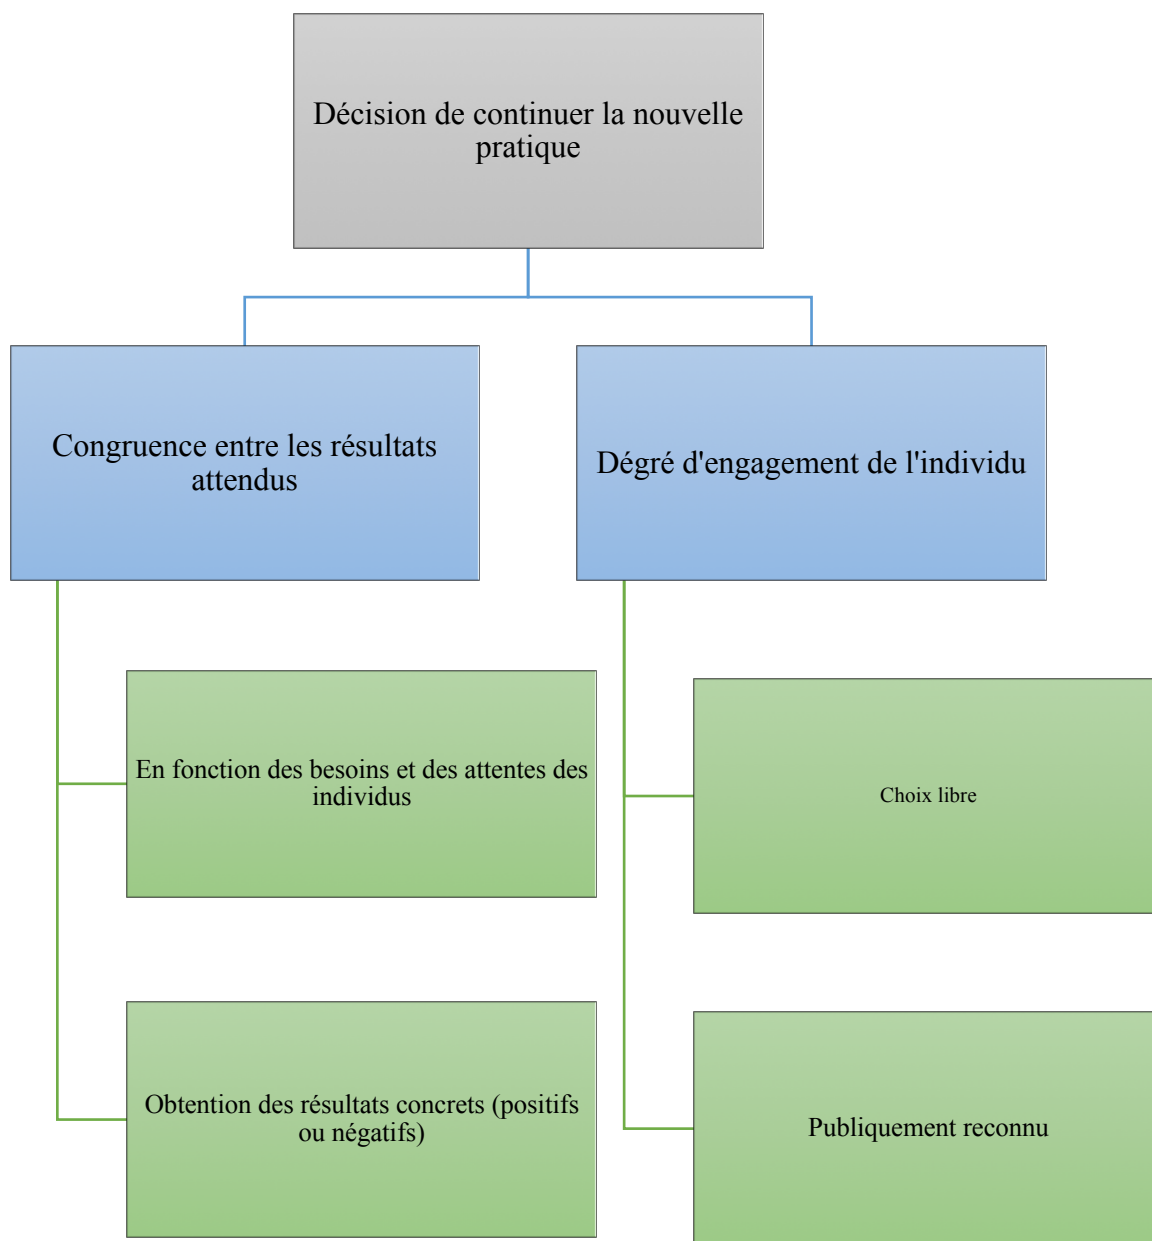 Décision de continuer la nouvelle
pratique
Congruence entre les résultats
attendus
Dégré d'engagement de l'individu
En fonction des besoins et des attentes des
individus
Choix libre
Obtention des résultats concrets (positifs
ou négatifs)
Publiquement reconnu